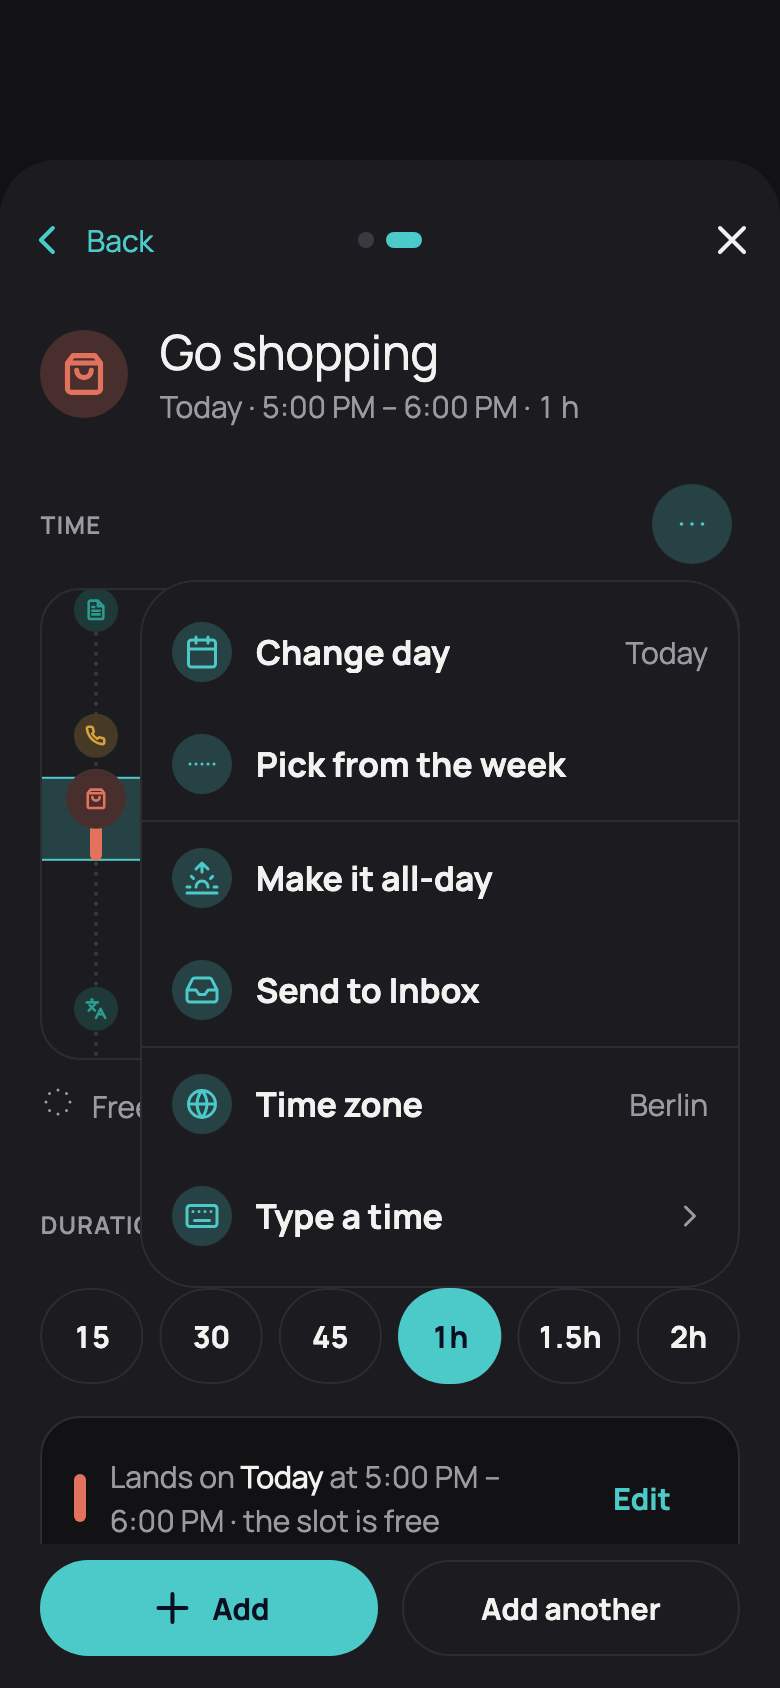 Back
Go shopping
Today · 5:00 PM – 6:00 PM · 1 h
TIME
Change day Today
Pick from the week
Make it all-day
Send to Inbox
Time zone Berlin
Type a time
15 30 45 1h 1.5h 2h
Lands on Today at 5:00 PM –
6:00 PM · the slot is free
Edit
Add
Add another